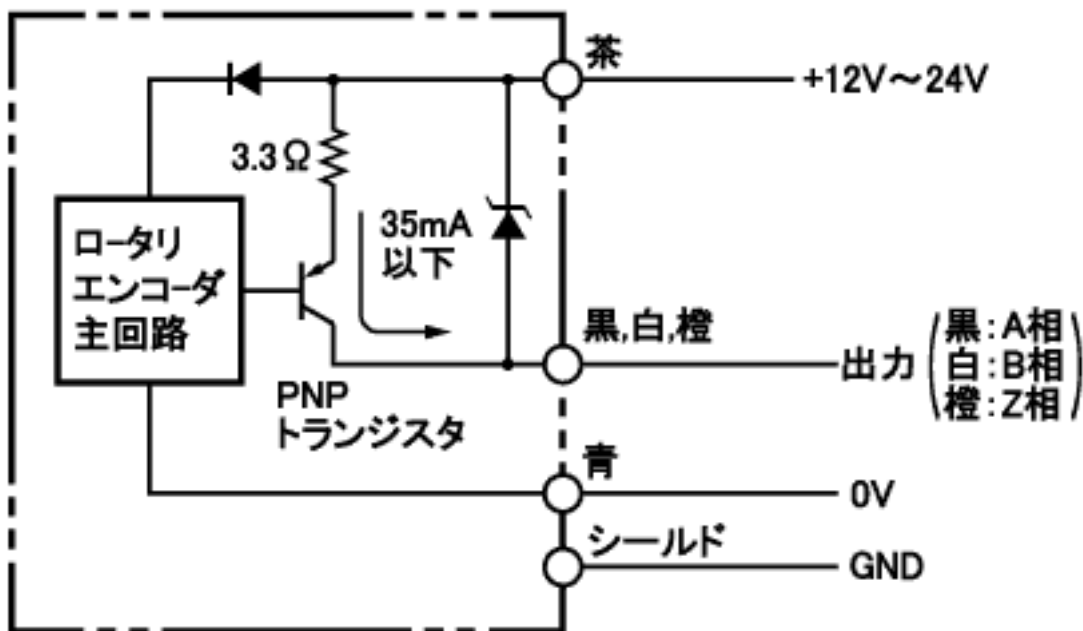 茶
+12V～24V
3.3Ω
35mA
以下
ロータリ
エンコーダ
主回路
黒,白,橙
出力
黒：A相
白：B相
橙：Z相
PNP
トランジスタ
青
0V
シールド
GND